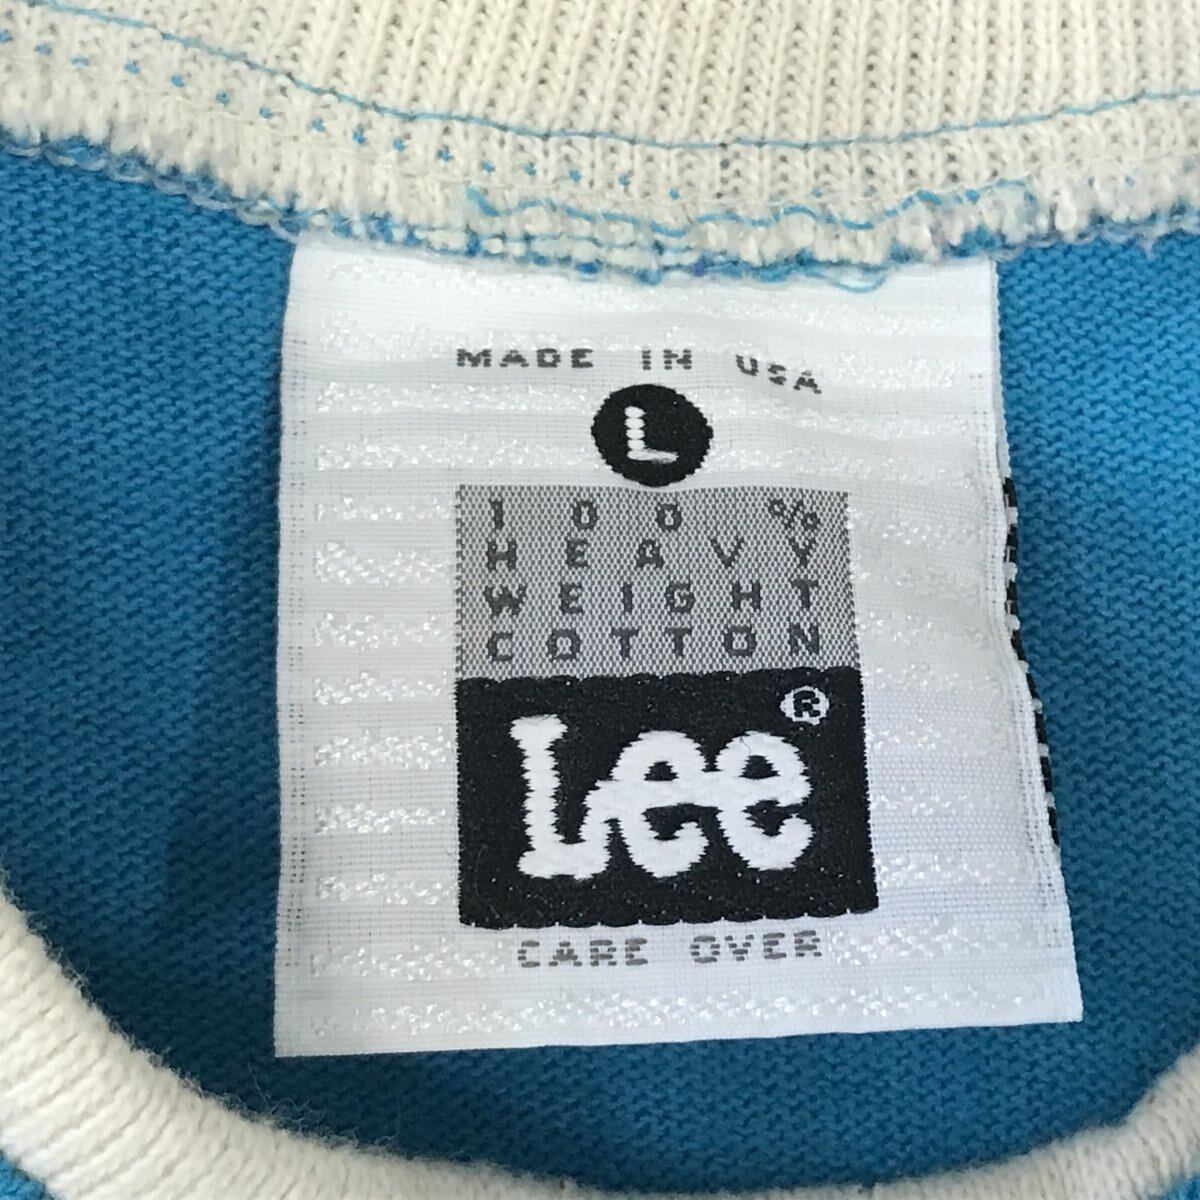 MADE IN USA
L
100%
HEAVY
WEIGHT
COTTON
Lee®
CARE OVER